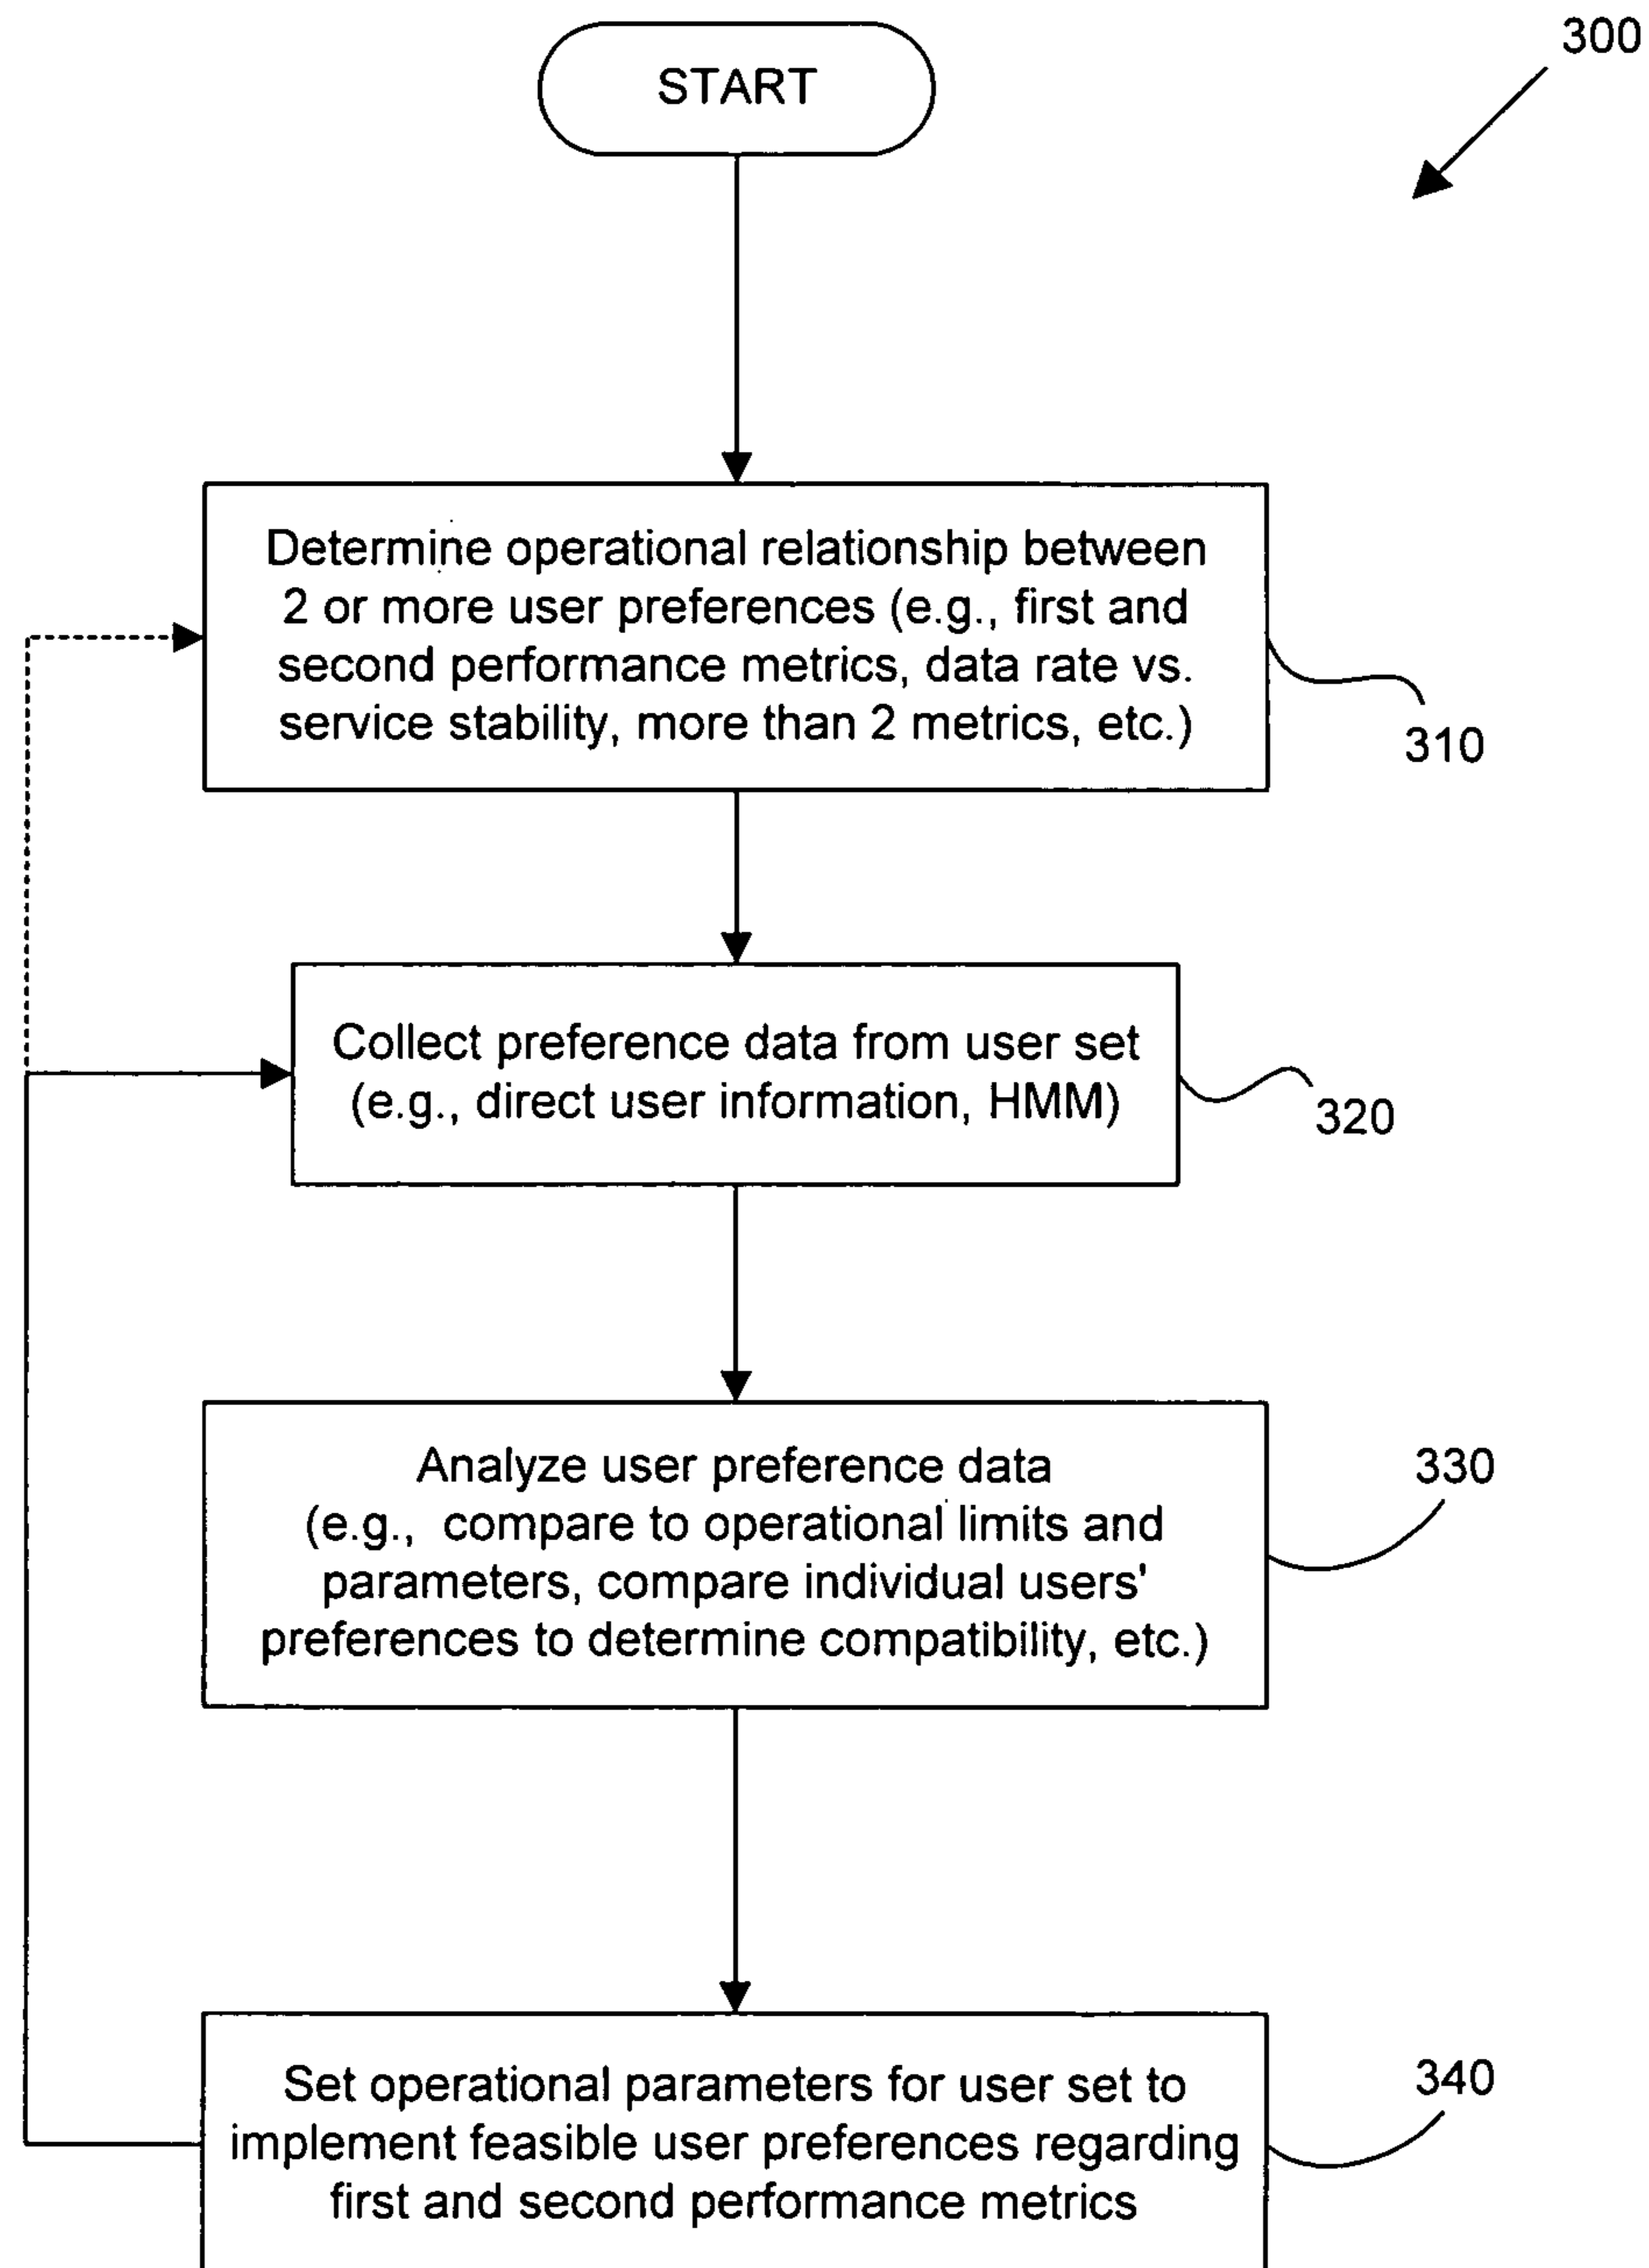 300
START
Determine operational relationship between
2 or more user preferences (e.g., first and
second performance metrics, data rate vs.
service stability, more than 2 metrics, etc.)
310
Collect preference data from user set
(e.g., direct user information, HMM)
320
Analyze user preference data
(e.g., compare to operational limits and
parameters, compare individual users'
preferences to determine compatibility, etc.)
330
Set operational parameters for user set to
implement feasible user preferences regarding
first and second performance metrics
340